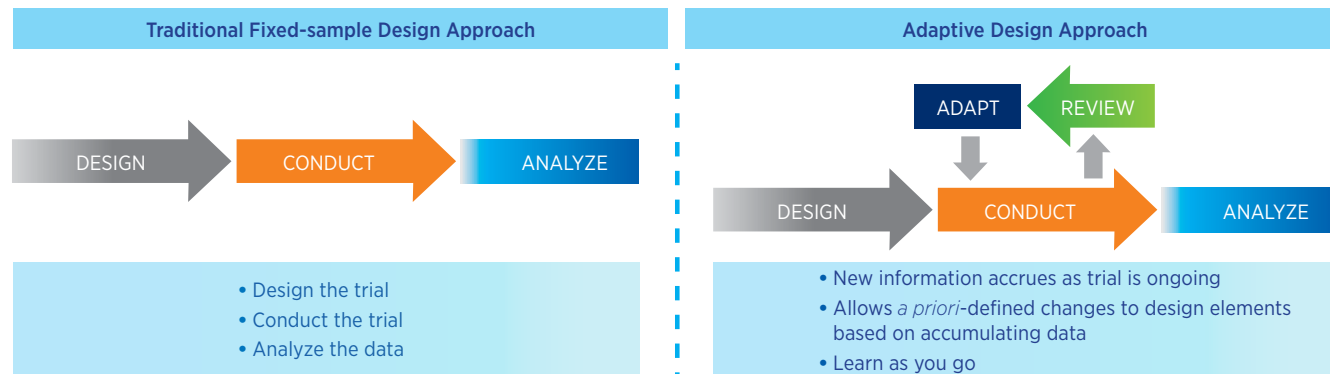 Traditional Fixed-sample Design Approach
DESIGN
CONDUCT
ANALYZE
• Design the trial
• Conduct the trial
• Analyze the data
Adaptive Design Approach
ADAPT
REVIEW
DESIGN
CONDUCT
ANALYZE
• New information accrues as trial is ongoing
• Allows a priori-defined changes to design elements
based on accumulating data
• Learn as you go